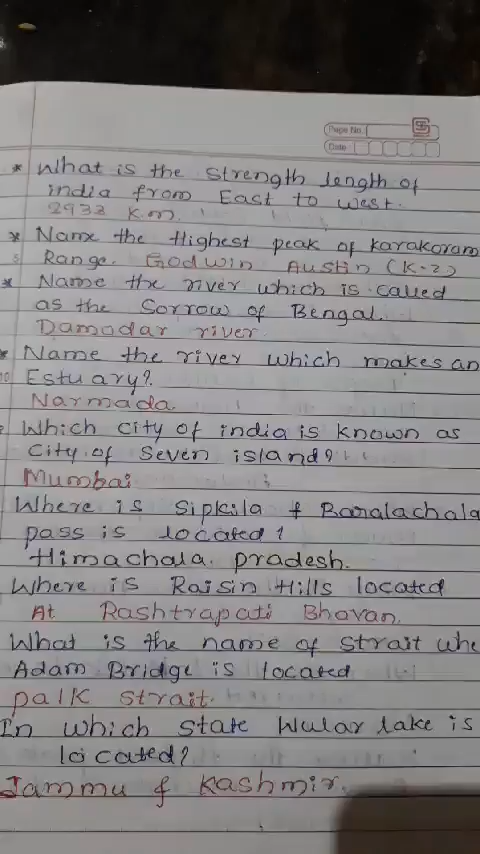 Page No.
Date
* What is the strength length of
india from East to west.
2933 K.m.
* Name the Highest peak of Karakoram
Range. Godwin Austin (K-2)
* Name the river which is called
as the Sorrow of Bengal.
Damodar river.
* Name the river which makes an
Estuary?
Narmada.
Which city of india is known as
City of Seven island?
Mumbai
Where is Sipkila & Baralachala
pass is located?
Himachala pradesh.
Where is Raisin Hills located
At Rashtrapati Bhavan.
What is the name of strait whe
Adam Bridge is located
palk strait.
In which state Wular lake is
located?
Jammu & Kashmir.